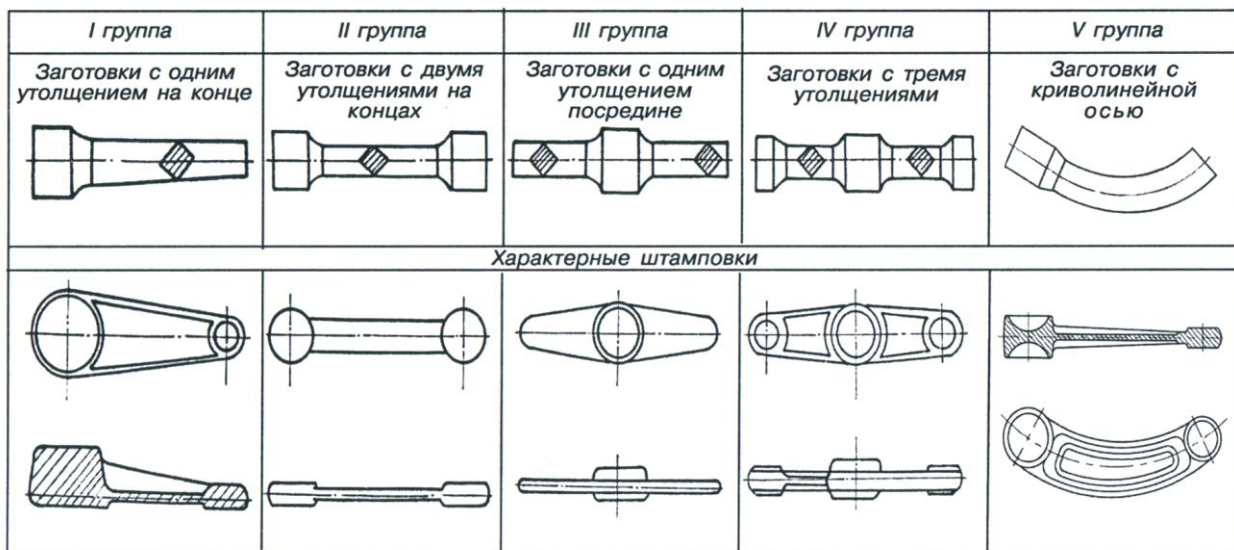 I группа
II группа
III группа
IV группа
V группа
Заготовки с одним
утолщением на конце
Заготовки с двумя
утолщениями на
концах
Заготовки с одним
утолщением
посредине
Заготовки с тремя
утолщениями
Заготовки с
криволинейной
осью
Характерные штамповки